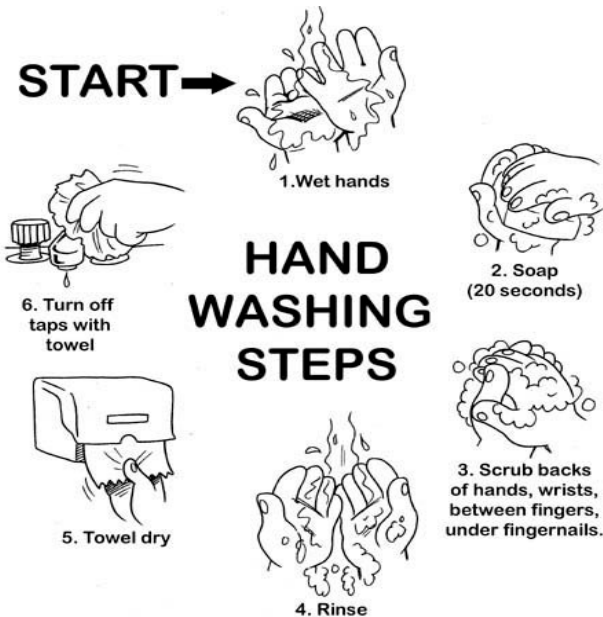 START
1.Wet hands
2. Soap
(20 seconds)
3. Scrub backs
of hands, wrists,
between fingers,
under fingernails.
4. Rinse
5. Towel dry
6. Turn off
taps with
towel
HAND
WASHING
STEPS